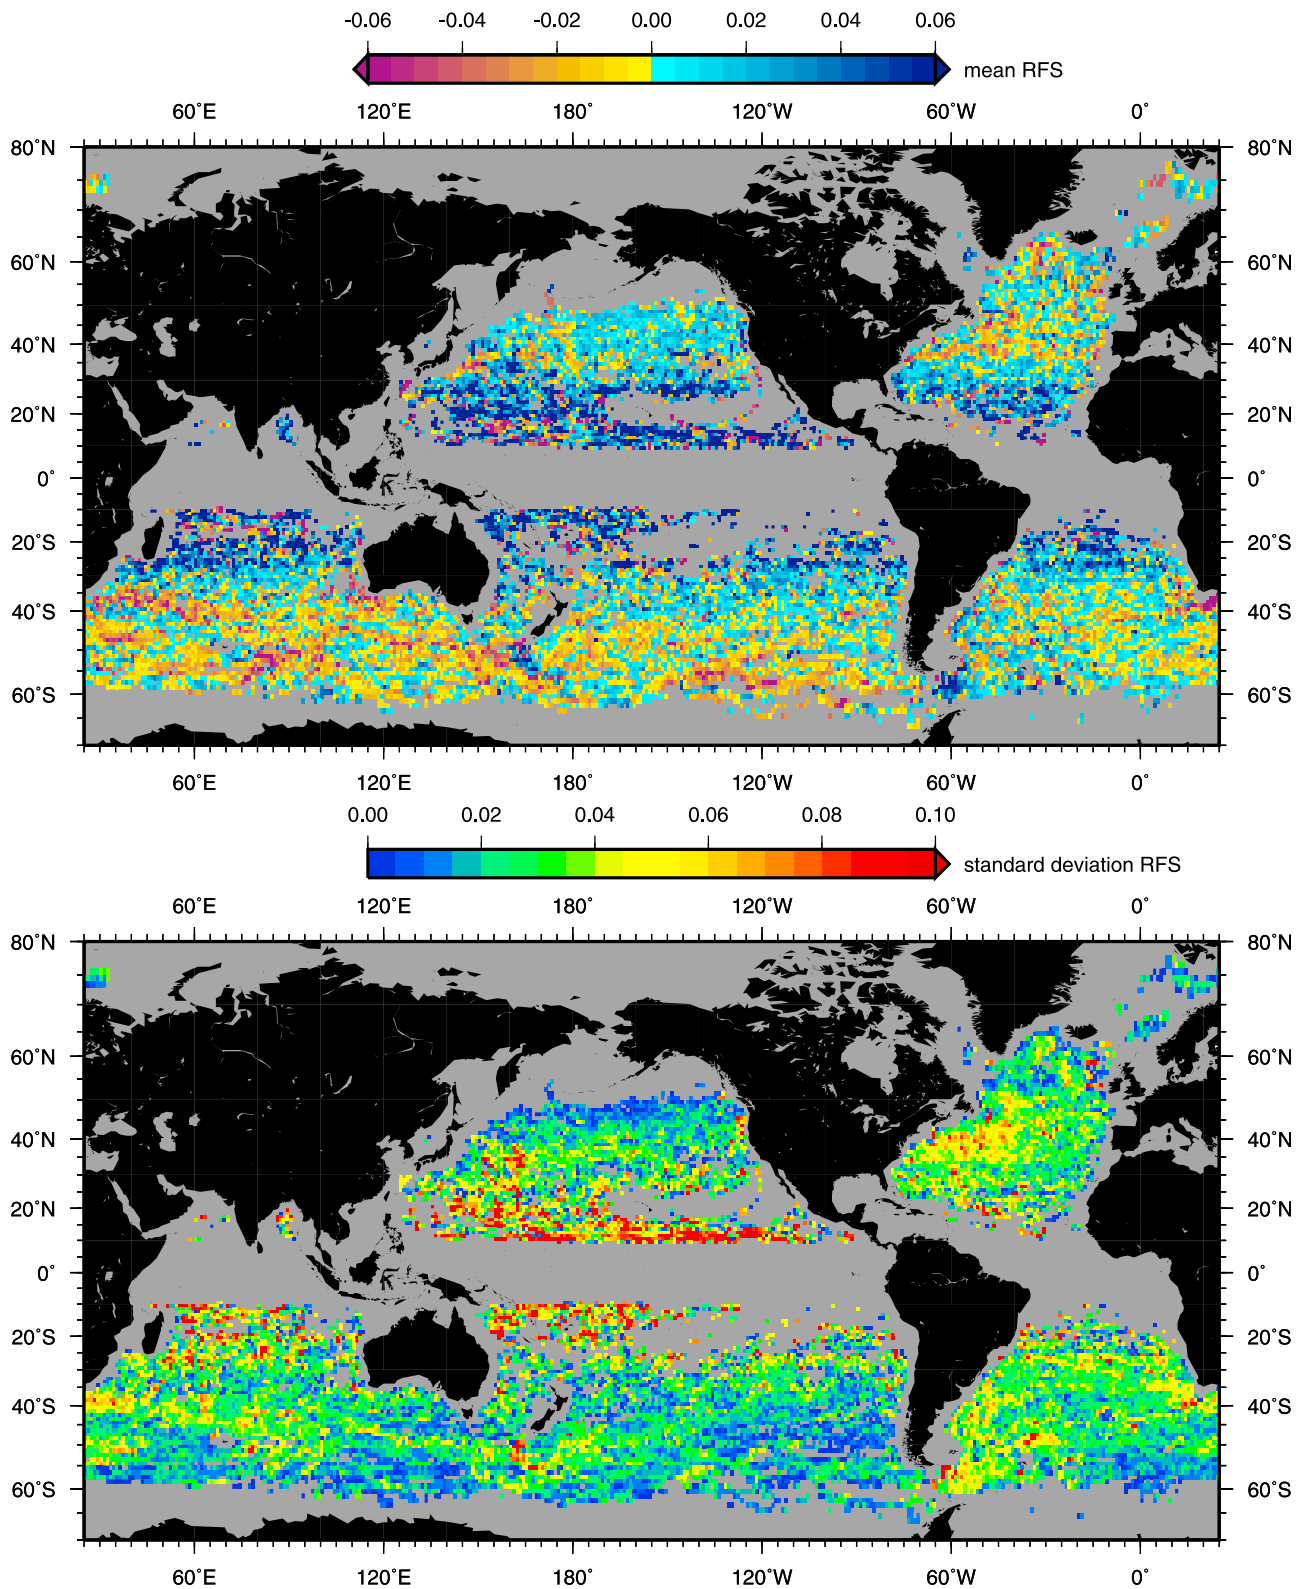 -0.06 -0.04 -0.02 0.00 0.02 0.04 0.06
mean RFS
60˚E 120˚E 180˚ 120˚W 60˚W 0˚
80˚N 80˚N
60˚N 60˚N
40˚N 40˚N
20˚N 20˚N
0˚ 0˚
20˚S 20˚S
40˚S 40˚S
60˚S 60˚S
60˚E 120˚E 180˚ 120˚W 60˚W 0˚
0.00 0.02 0.04 0.06 0.08 0.10
standard deviation RFS
60˚E 120˚E 180˚ 120˚W 60˚W 0˚
80˚N 80˚N
60˚N 60˚N
40˚N 40˚N
20˚N 20˚N
0˚ 0˚
20˚S 20˚S
40˚S 40˚S
60˚S 60˚S
60˚E 120˚E 180˚ 120˚W 60˚W 0˚